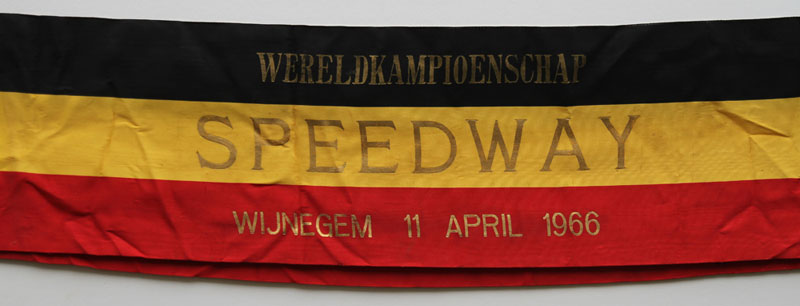 WERELDKAMPIOENSCHAP
SPEEDWAY
WIJNEGEM 11 APRIL 1966